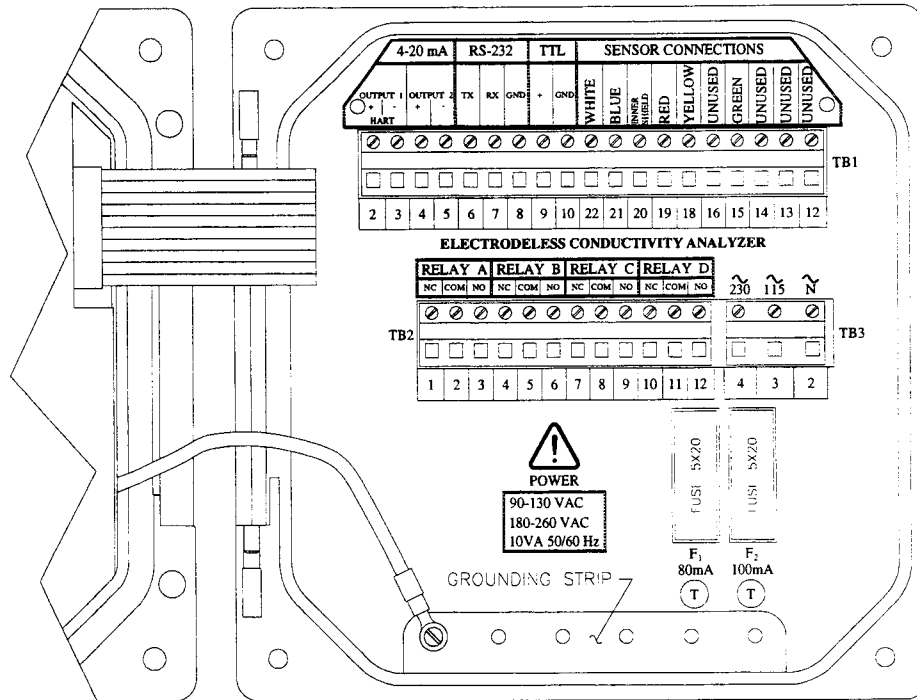 4-20 mA RS-232 TTL SENSOR CONNECTIONS
OUTPUT 1 OUTPUT 2 TX RX GND + GND WHITE BLUE INNER SHIELD RED YELLOW UNUSED GREEN UNUSED UNUSED UNUSED
+ - + -
HART
TB1
2 3 4 5 6 7 8 9 10 22 21 20 19 18 16 15 14 13 12
ELECTRODELESS CONDUCTIVITY ANALYZER
RELAY A RELAY B RELAY C RELAY D
NC COM NO NC COM NO NC COM NO NC COM NO
230 115 N
TB2
TB3
1 2 3 4 5 6 7 8 9 10 11 12
4 3 2
FUSE 5X20
FUSE 5X20
POWER
90-130 VAC
180-260 VAC
10VA 50/60 Hz
F1
80mA
T
F2
100mA
T
GROUNDING STRIP